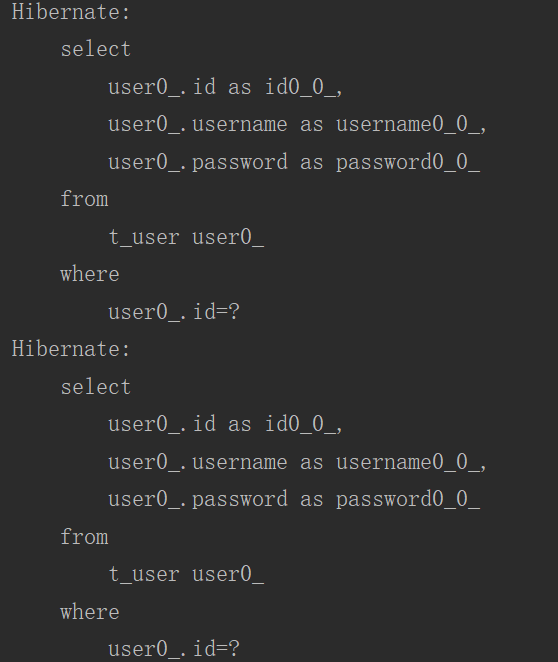 Hibernate:
    select
        user0_.id as id0_0_,
        user0_.username as username0_0_,
        user0_.password as password0_0_
    from
        t_user user0_
    where
        user0_.id=?
Hibernate:
    select
        user0_.id as id0_0_,
        user0_.username as username0_0_,
        user0_.password as password0_0_
    from
        t_user user0_
    where
        user0_.id=?